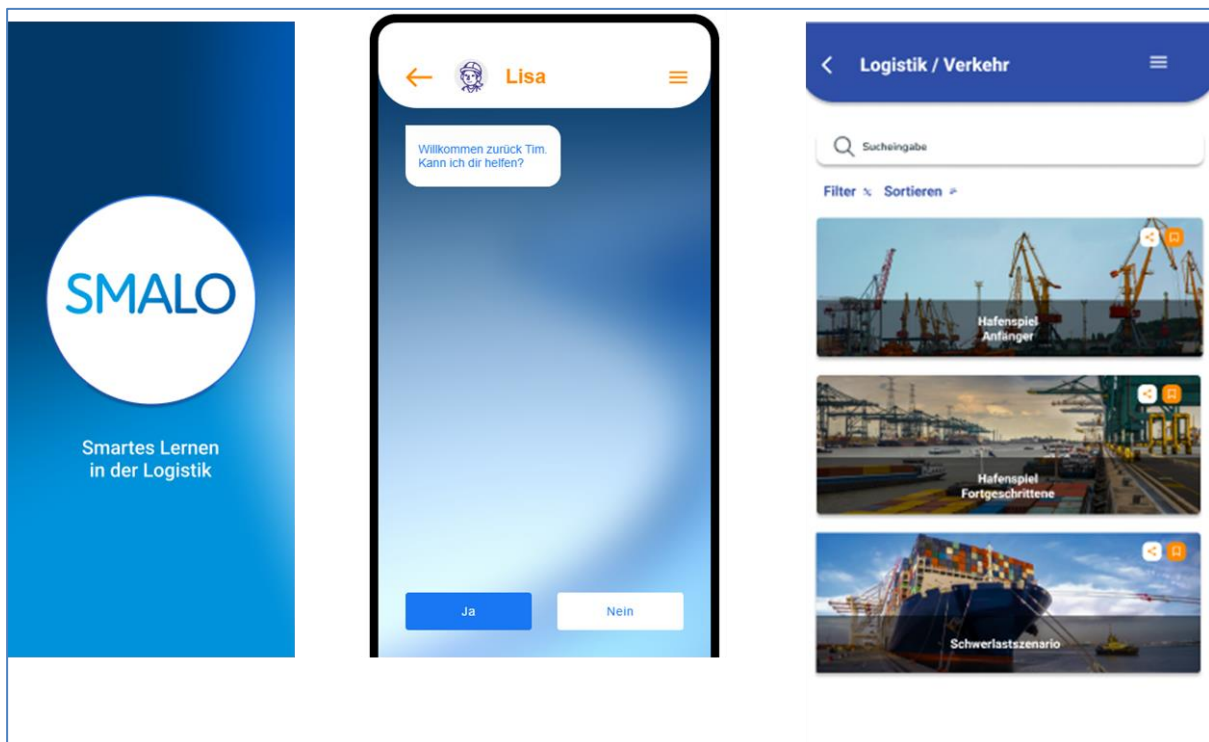 SMALO
Smartes Lernen
in der Logistik
Lisa
Willkommen zurück Tim.
Kann ich dir helfen?
Ja
Nein
Logistik / Verkehr
Sucheingabe
Filter
Sortieren
Hafenspiel
Anfänger
Hafenspiel
Fortgeschrittene
Schwerlastszenario